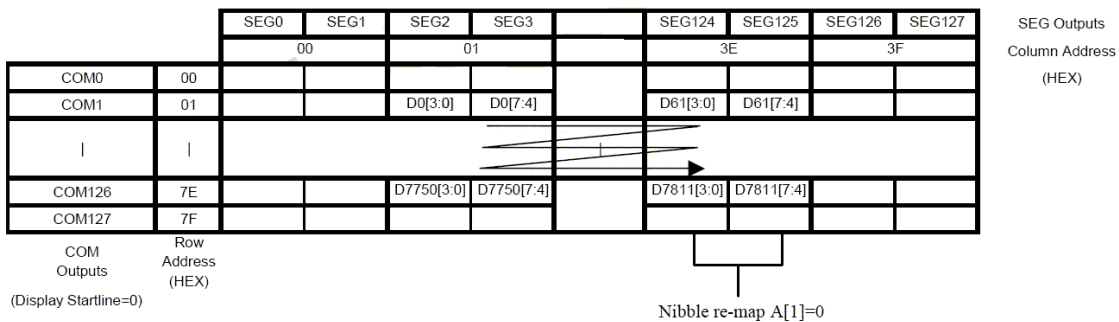 SEG0 SEG1 SEG2 SEG3 SEG124 SEG125 SEG126 SEG127 SEG Outputs
00 01 3E 3F Column Address
(HEX)
COM0 00
COM1 01 D0[3:0] D0[7:4] D61[3:0] D61[7:4]
| | |
COM126 7E D7750[3:0] D7750[7:4] D7811[3:0] D7811[7:4]
COM127 7F
COM
Outputs
(Display Startline=0)
Row
Address
(HEX)
Nibble re-map A[1]=0